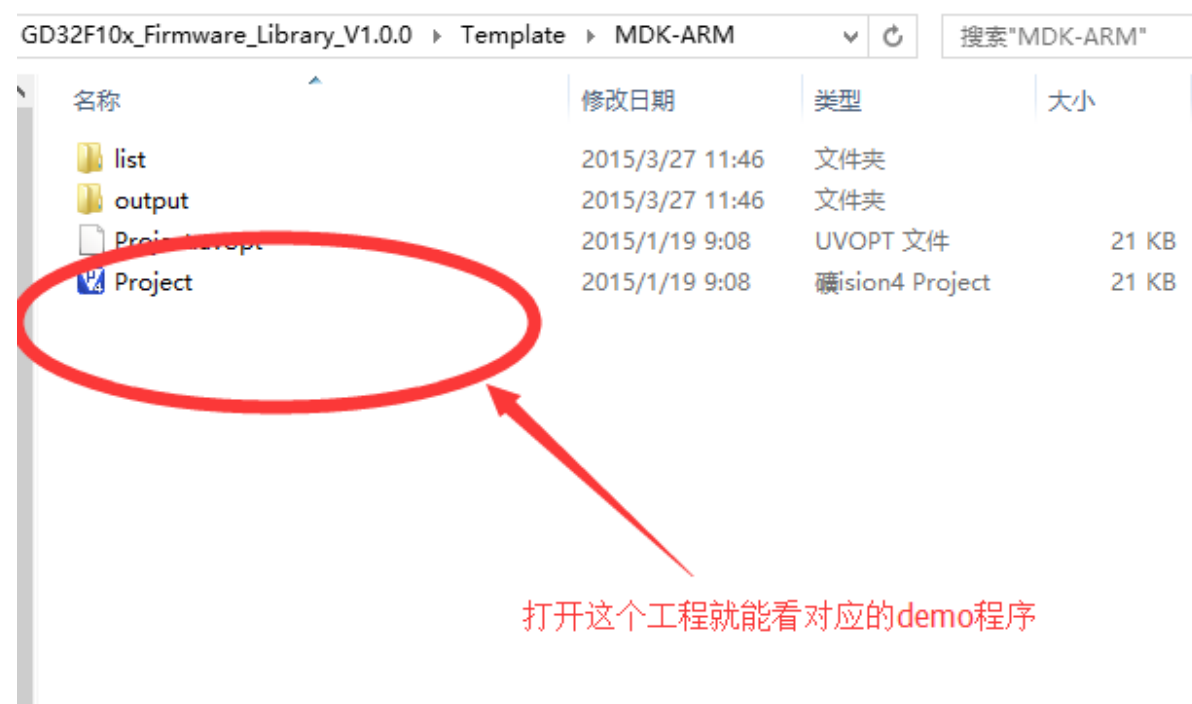 GD32F10x_Firmware_Library_V1.0.0 Template MDK-ARM 搜索"MDK-ARM"
名称 修改日期 类型 大小
list 2015/3/27 11:46 文件夹
output 2015/3/27 11:46 文件夹
2015/1/19 9:08 UVOPT 文件 21 KB
Project 2015/1/19 9:08 礦ision4 Project 21 KB
打开这个工程就能看对应的demo程序